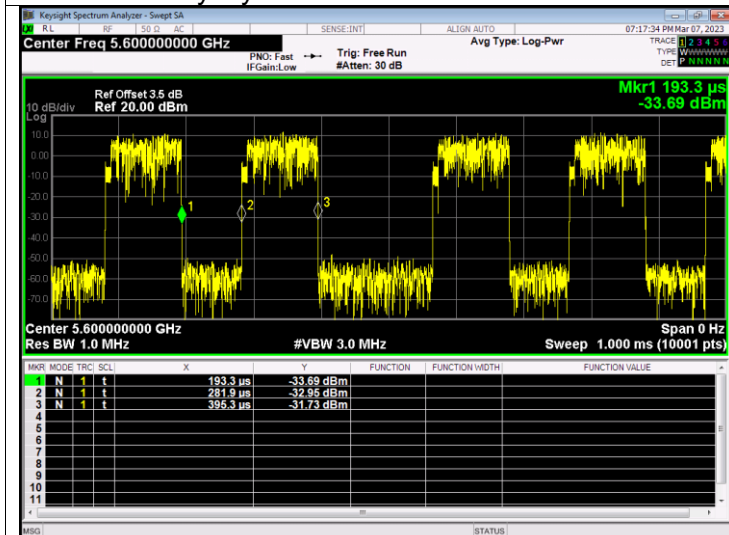 Keysight Spectrum Analyzer - Swept SA
RL RF 50 Ω AC SENSE:INT ALIGN AUTO 07:17:34 PM Mar 07, 2023
Center Freq 5.600000000 GHz Avg Type: Log-Pwr TRACE 1 2 3 4 5 6
PNO: Fast Trig: Free Run TYPE WWWWWW
IFGain:Low #Atten: 30 dB DET P N N N N N
Mkr1 193.3 µs
Ref Offset 3.5 dB
10 dB/div Ref 20.00 dBm -33.69 dBm
Log
10.0
0.00
-10.0
-20.0
-30.0
-40.0
-50.0
-60.0
-70.0
1 2 3
Center 5.600000000 GHz Span 0 Hz
Res BW 1.0 MHz #VBW 3.0 MHz Sweep 1.000 ms (10001 pts)
MKR MODE TRC SCL X Y FUNCTION FUNCTION WIDTH FUNCTION VALUE
1 N 1 t 193.3 µs -33.69 dBm
2 N 1 t 281.9 µs -32.95 dBm
3 N 1 t 395.3 µs -31.73 dBm
4
5
6
7
8
9
10
11
MSG STATUS